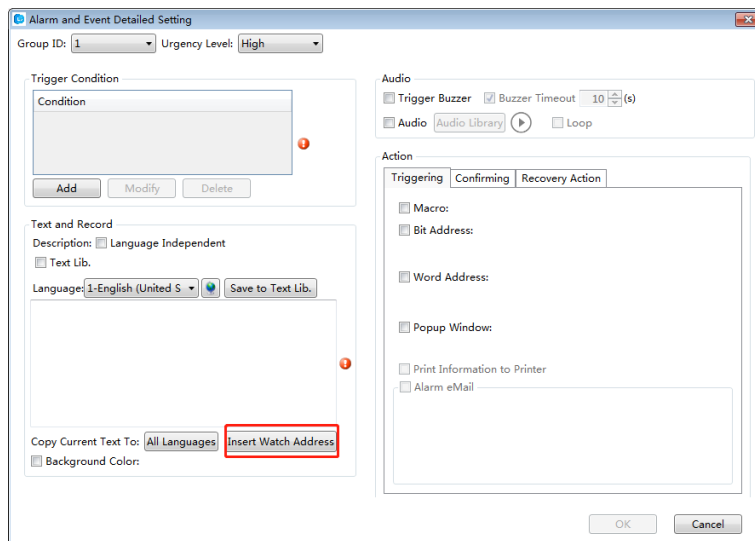 Alarm and Event Detailed Setting
Group ID: 1 Urgency Level: High
Trigger Condition
Condition
Add Modify Delete
Text and Record
Description: Language Independent
Text Lib.
Language: 1-English (United S Save to Text Lib.
Copy Current Text To: All Languages Insert Watch Address
Background Color:
Audio
Trigger Buzzer Buzzer Timeout 10 (s)
Audio Audio Library Loop
Action
Triggering Confirming Recovery Action
Macro:
Bit Address:
Word Address:
Popup Window:
Print Information to Printer
Alarm eMail
OK Cancel